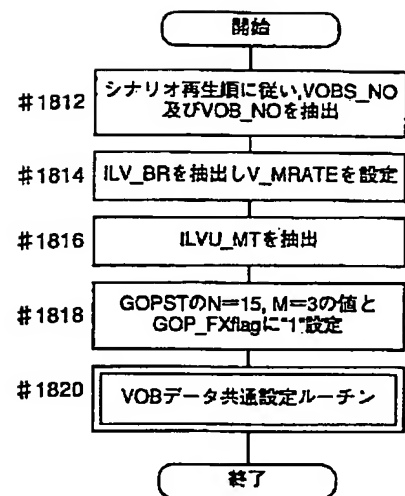 開始
#1812
シナリオ再生順に従い,VOBS_NO
及びVOB_NOを抽出
#1814
ILV_BRを抽出しV_MRATEを設定
#1816
ILVU_MTを抽出
#1818
GOPSTのN=15, M=3の値と
GOP_FXflagに"1"設定
#1820
VOBデータ共通設定ルーチン
終了